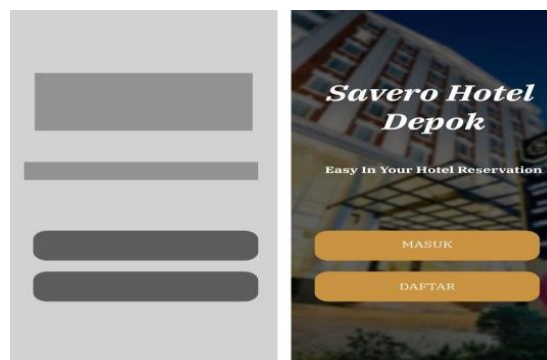 Savero Hotel
Depok
Easy In Your Hotel Reservation
MASUK
DAFTAR